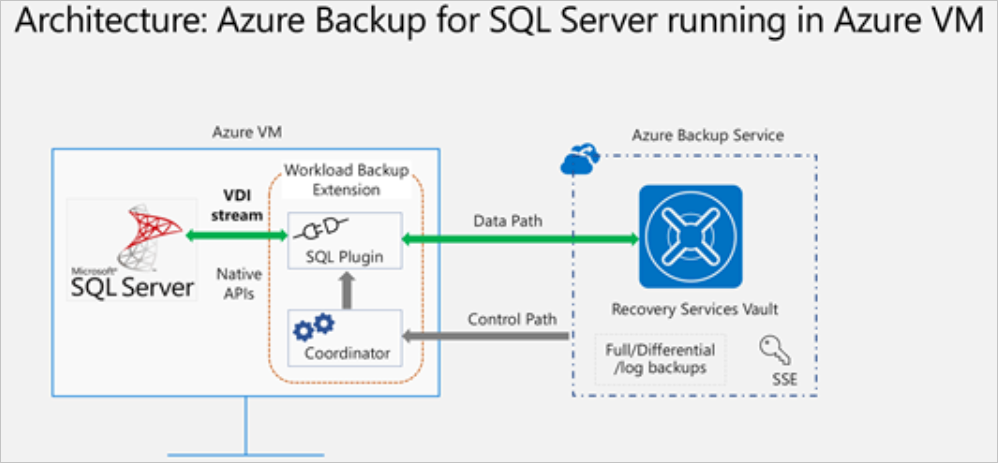 Architecture: Azure Backup for SQL Server running in Azure VM
Azure VM
Azure Backup Service
Workload Backup
Extension
VDI
stream
Data Path
SQL Plugin
Microsoft®
SQL Server
Native
APIs
Recovery Services Vault
Control Path
Coordinator
Full/Differential
/log backups
SSE